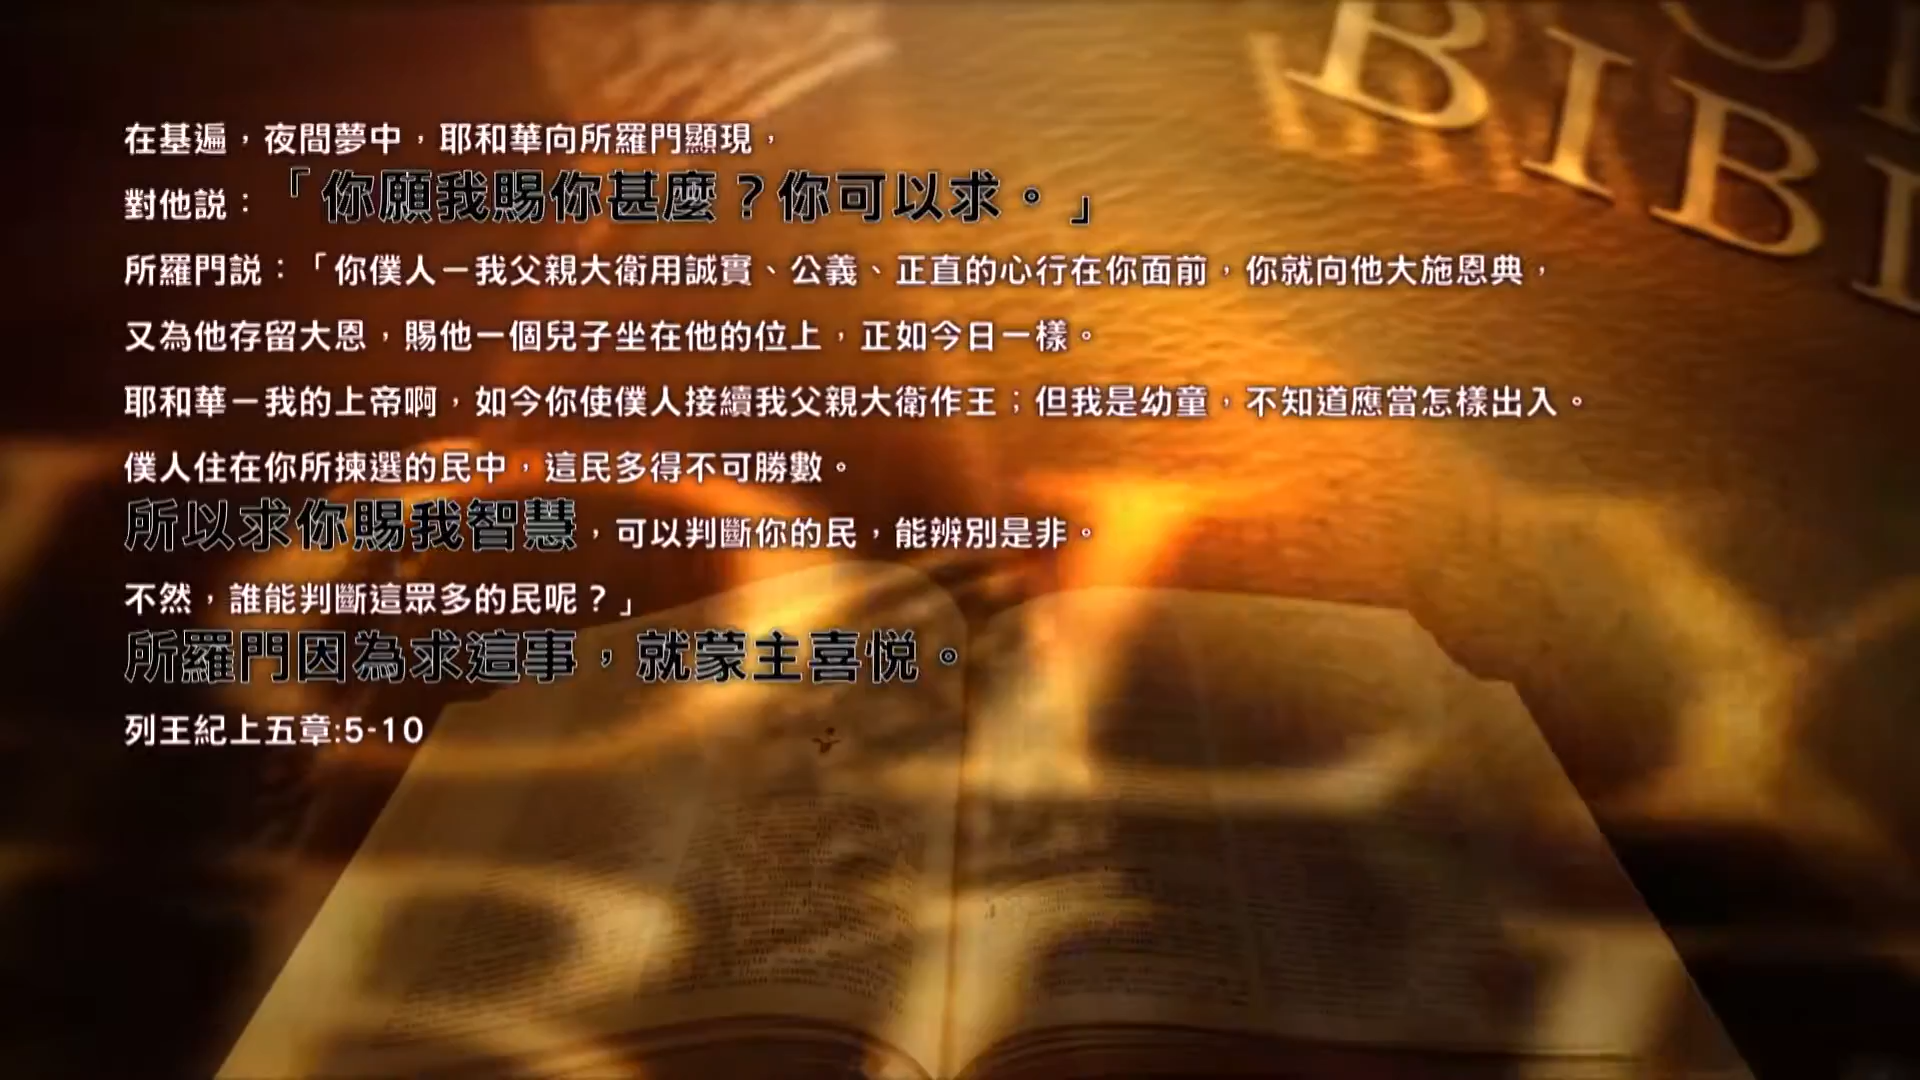 在基遍，夜間夢中，耶和華向所羅門顯現，
對他説：「你願我賜你甚麼？你可以求。」
所羅門説：「你僕人－我父親大衛用誠實、公義、正直的心行在你面前，你就向他大施恩典，
又為他存留大恩，賜他一個兒子坐在他的位上，正如今日一樣。
耶和華－我的上帝啊，如今你使僕人接續我父親大衛作王；但我是幼童，不知道應當怎樣出入。
僕人住在你所揀選的民中，這民多得不可勝數。
所以求你賜我智慧，可以判斷你的民，能辨別是非。
不然，誰能判斷這眾多的民呢？」
所羅門因為求這事，就蒙主喜悦。
列王紀上五章:5-10
BIB